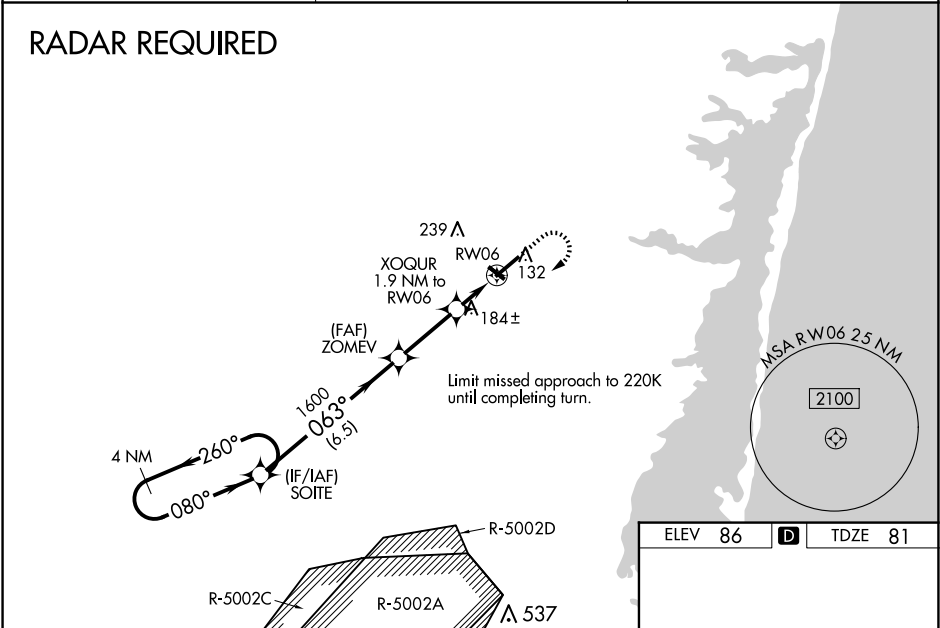 RADAR REQUIRED
239
RW06
XOQUR
1.9 NM to
RW06
132
184±
(FAF)
ZOMEV
MSA RW06 25 NM
2100
Limit missed approach to 220K
until completing turn.
1600
063°
(6.5)
4 NM
260°
080°
(IF/IAF)
SOITE
R-5002D
R-5002C
R-5002A
537
ELEV 86 D TDZE 81